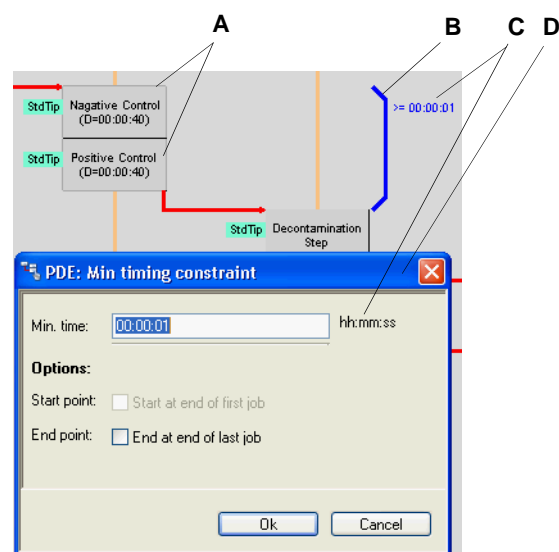 A B C D
StdTip Nagative Control
(D=00:00:40)
>= 00:00:01
StdTip Positive Control
(D=00:00:40)
StdTip Decontamination
Step
PDE: Min timing constraint
Min. time: 00:00:01 hh:mm:ss
Options:
Start point: Start at end of first job
End point: End at end of last job
Ok Cancel